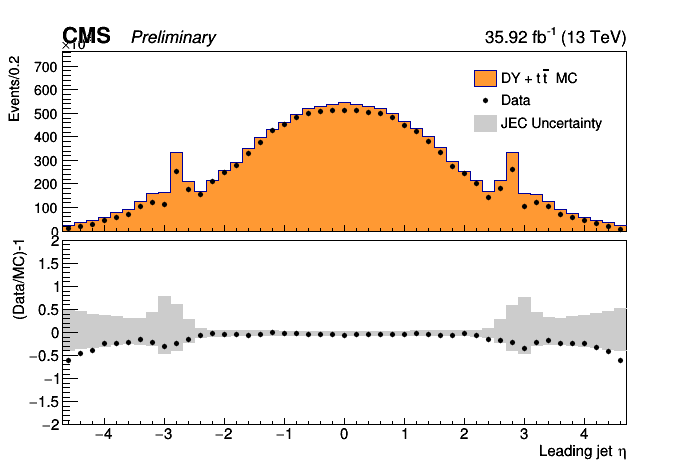 CMS Preliminary 35.92 fb⁻¹ (13 TeV)
Events/0.2
700
600
500
400
300
200
100
0
DY + tt̅ MC
Data
JEC Uncertainty
(Data/MC)-1
2
1.5
1
0.5
0
−0.5
−1
−1.5
−2
−4 −3 −2 −1 0 1 2 3 4
Leading jet η